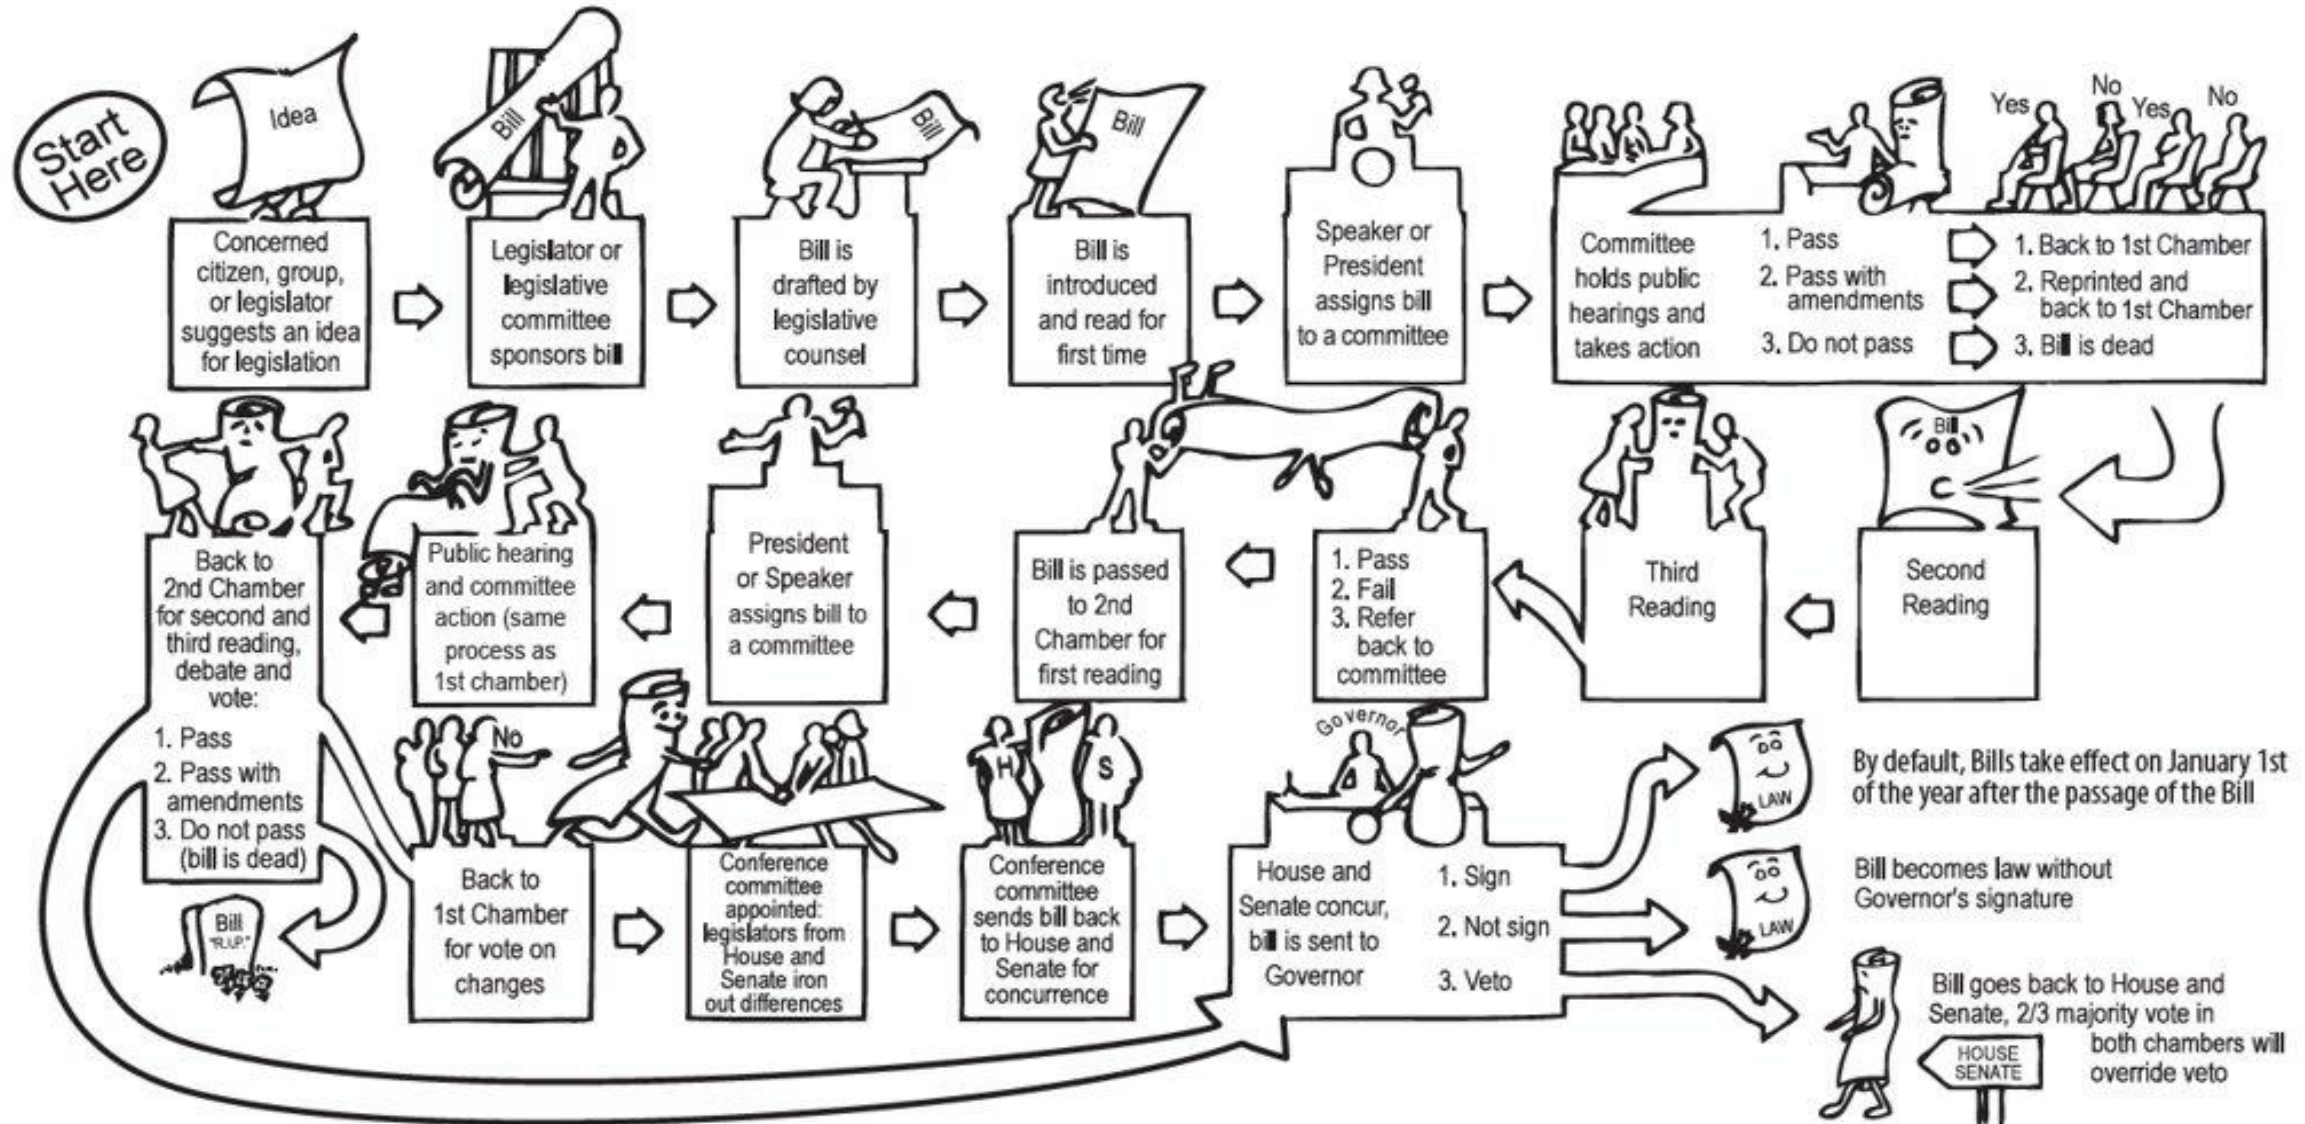 Start
Here
Idea
Concerned
citizen, group,
or legislator
suggests an idea
for legislation
Bill
Legislator or
legislative
committee
sponsors bill
Bill
Bill is
drafted by
legislative
counsel
Bill
Bill is
introduced
and read for
first time
Speaker or
President
assigns bill
to a committee
Committee
holds public
hearings and
takes action
1. Pass
2. Pass with
amendments
3. Do not pass
Yes
No
Yes
No
1. Back to 1st Chamber
2. Reprinted and
back to 1st Chamber
3. Bill is dead
Bill
Second
Reading
Third
Reading
1. Pass
2. Fail
3. Refer
back to
committee
Bill is passed
to 2nd
Chamber for
first reading
President
or Speaker
assigns bill to
a committee
Public hearing
and committee
action (same
process as
1st chamber)
Back to
2nd Chamber
for second and
third reading,
debate and
vote:
1. Pass
2. Pass with
amendments
3. Do not pass
(bill is dead)
Bill
"R.I.P."
No
Back to
1st Chamber
for vote on
changes
Conference
committee
appointed:
legislators from
House and
Senate iron
out differences
H
S
Conference
committee
sends bill back
to House and
Senate for
concurrence
Governor
House and
Senate concur,
bill is sent to
Governor
1. Sign
2. Not sign
3. Veto
LAW
By default, Bills take effect on January 1st
of the year after the passage of the Bill
LAW
Bill becomes law without
Governor's signature
Bill goes back to House and
Senate, 2/3 majority vote in
both chambers will
override veto
HOUSE
SENATE